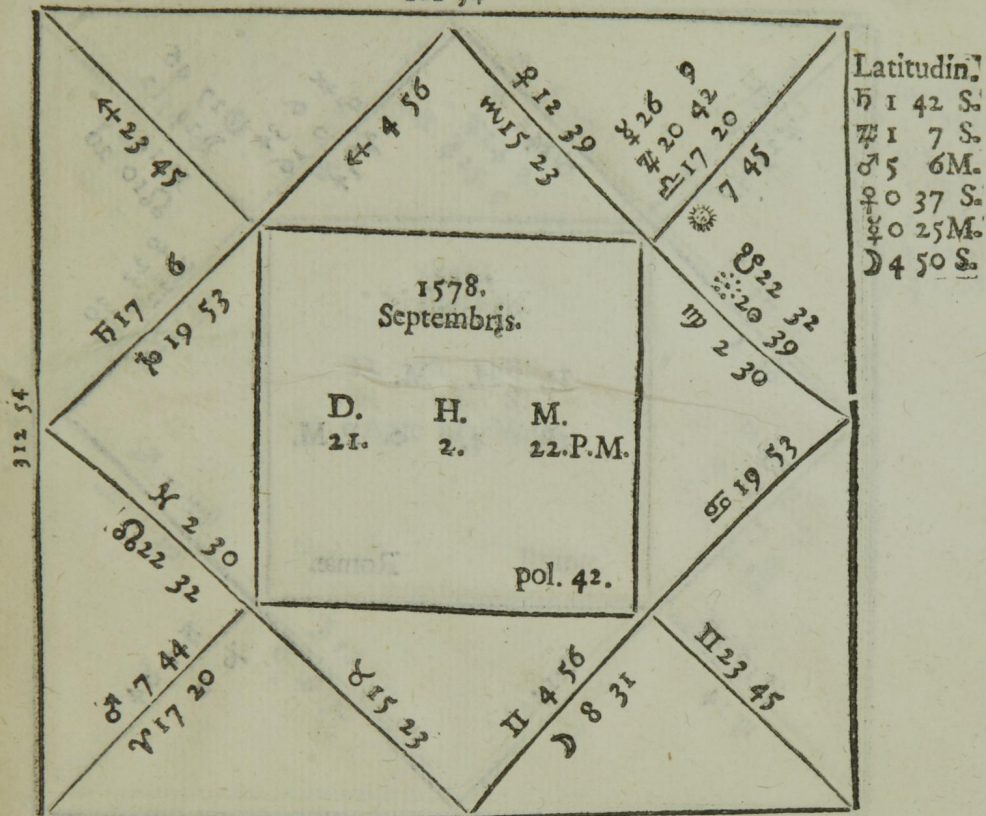 1578.
Septembris.
D. H. M.
21. 2. 22.P.M.
pol. 42.
♐ 4 56
♐ 23 45
♄ 17 6
♑ 19 53
312 54
♓ 2 30
☊ 22 32
♂ 7 44
♈ 17 20
♉ 15 23
♊ 4 56
☽ 8 31
♊ 23 45
♋ 19 53
♍ 2 30
20 39
☋ 22 32
☉ 7 45
♎ 17 20
♃ 20 42
☿ 26 9
♀ 12 39
♏ 15 23
Latitudin.
♄ 1 42 S.
♃ 1 7 S.
♂ 5 6M.
♀ 0 37 S.
☿ 0 25M.
☽ 4 50 S.